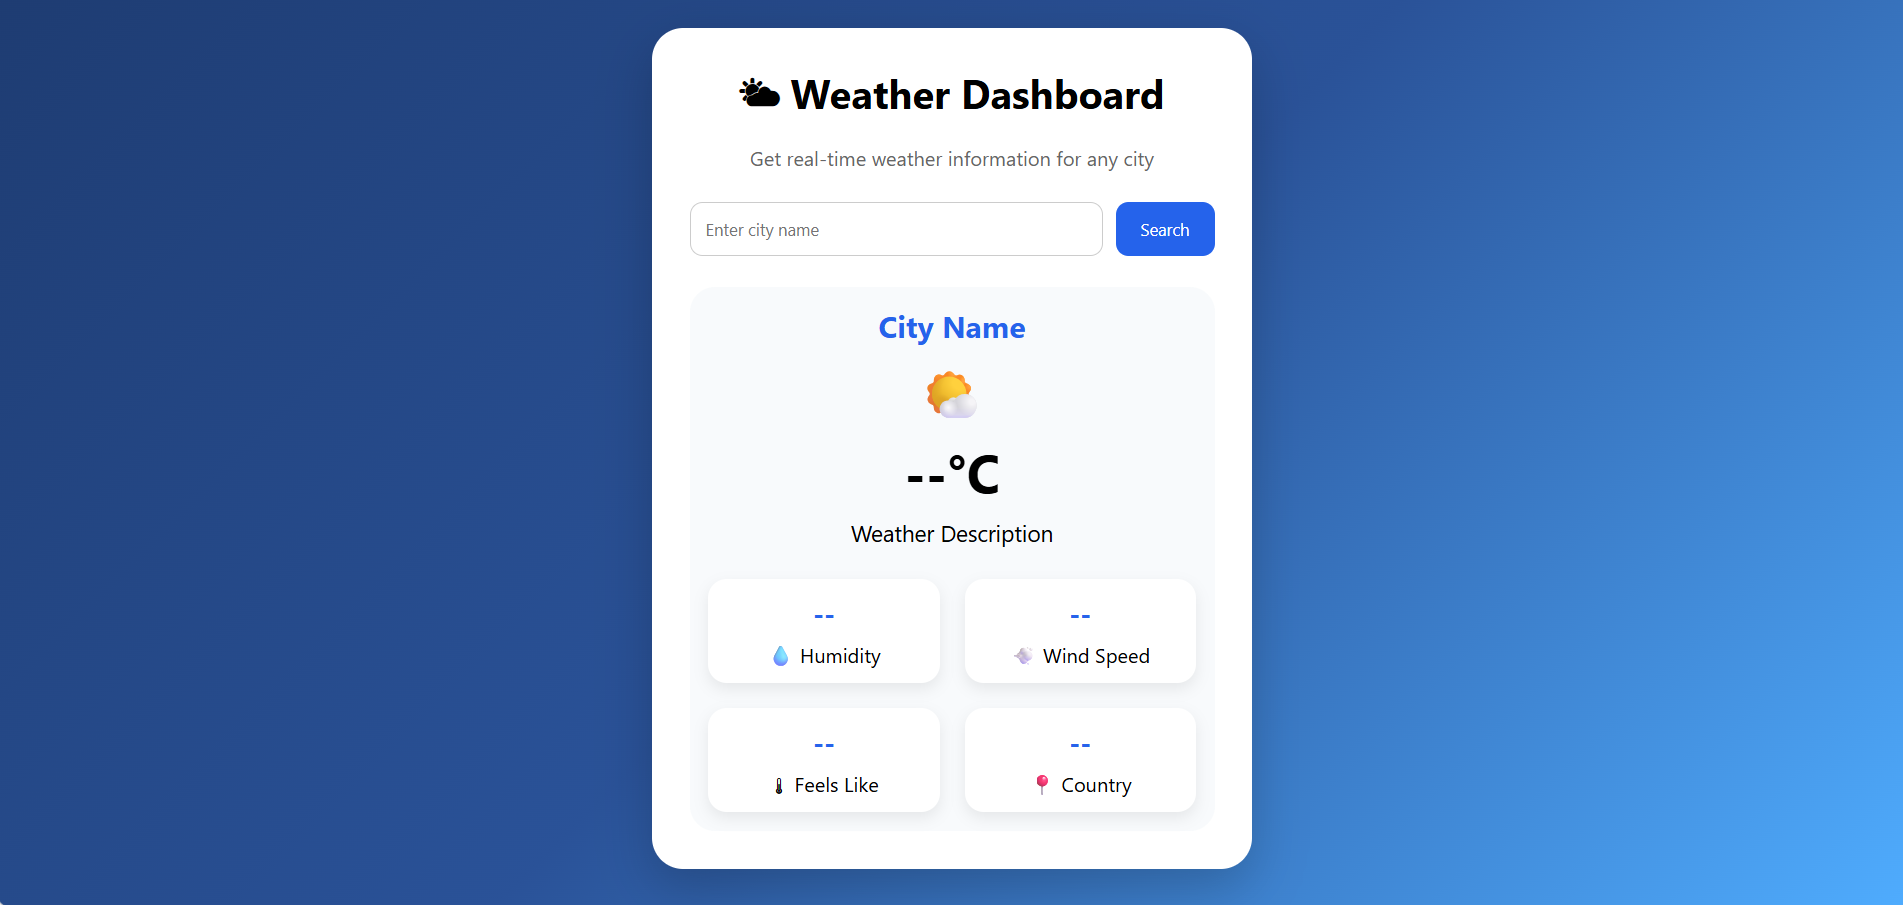 🌥 Weather Dashboard
Get real-time weather information for any city
Enter city name
Search
City Name
--°C
Weather Description
--
💧 Humidity
--
💨 Wind Speed
--
🌡 Feels Like
--
📍 Country